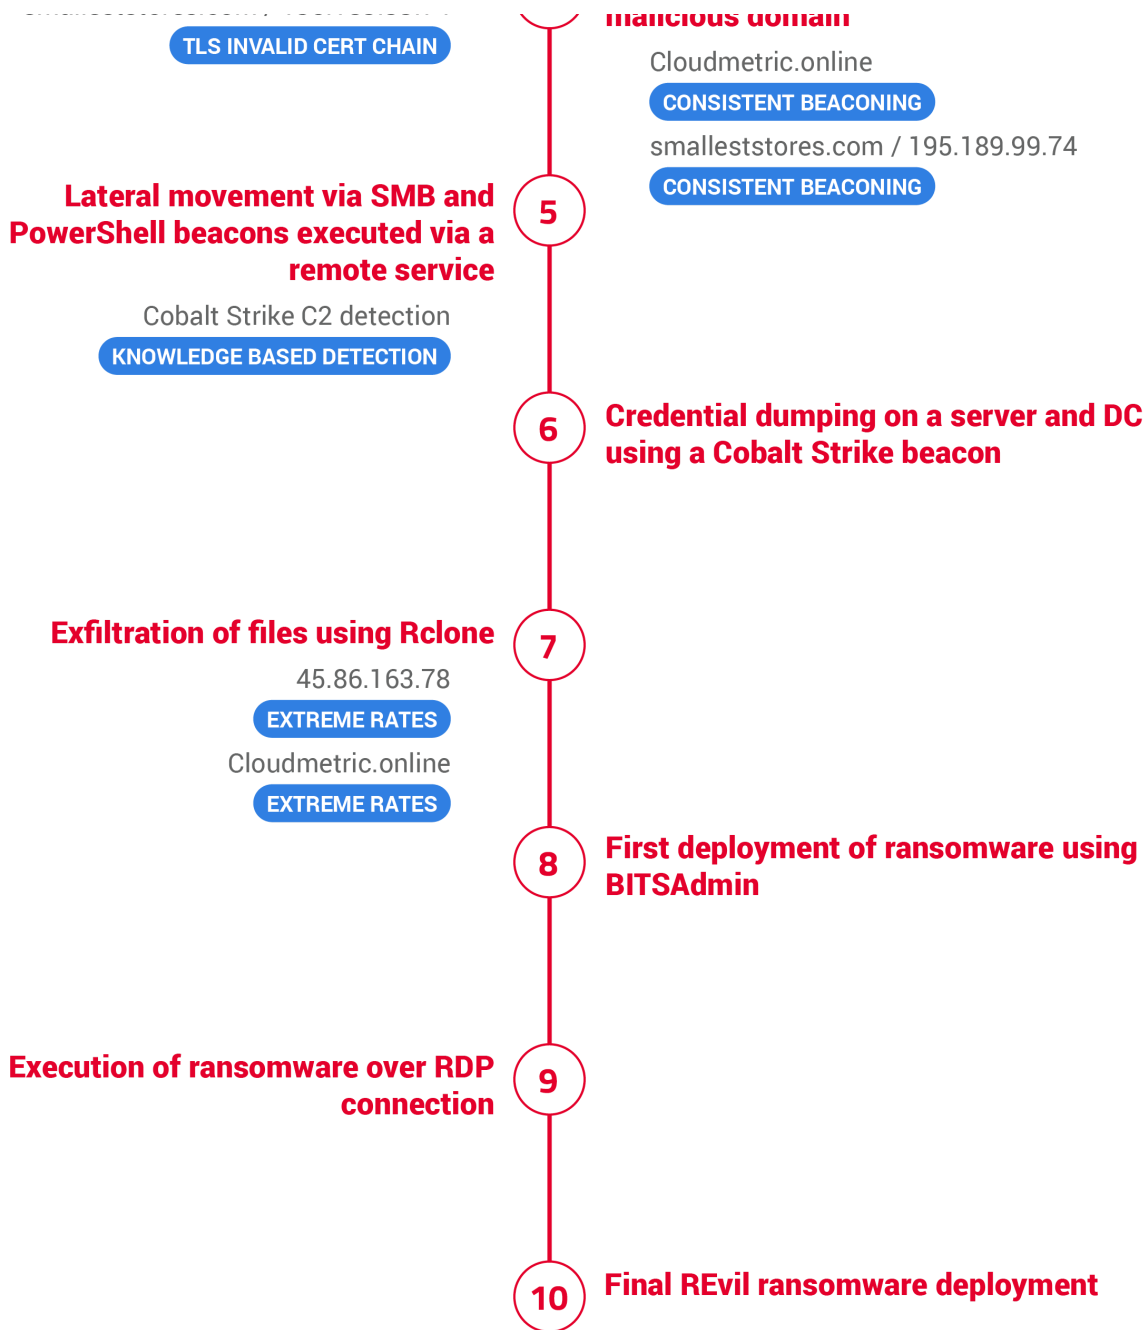 TLS INVALID CERT CHAIN
malicious domain
Cloudmetric.online
CONSISTENT BEACONING
smalleststores.com / 195.189.99.74
CONSISTENT BEACONING
Lateral movement via SMB and
PowerShell beacons executed via a
remote service
5
Cobalt Strike C2 detection
KNOWLEDGE BASED DETECTION
6
Credential dumping on a server and DC
using a Cobalt Strike beacon
Exfiltration of files using Rclone
7
45.86.163.78
EXTREME RATES
Cloudmetric.online
EXTREME RATES
8
First deployment of ransomware using
BITSAdmin
Execution of ransomware over RDP
connection
9
10
Final REvil ransomware deployment